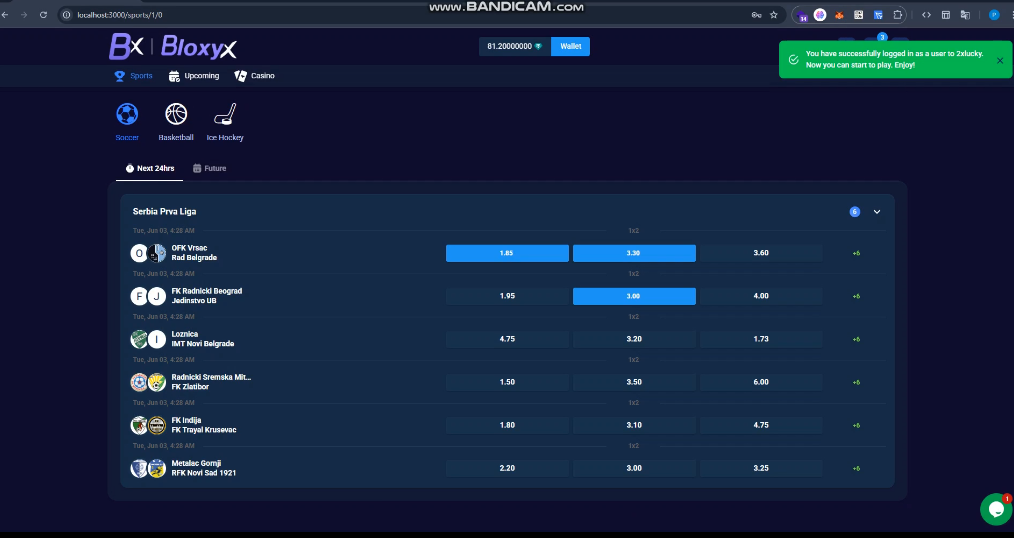 www.BANDICAM.com
localhost:3000/sports/1/0
34
P
Bx | Bloxyx
81.20000000 Wallet
3
You have successfully logged in as a user to 2xlucky.
Now you can start to play. Enjoy!
Sports Upcoming Casino
Soccer Basketball Ice Hockey
Next 24hrs Future
Serbia Prva Liga 6
Tue, Jun 03, 4:28 AM 1x2
O OFK Vrsac
Rad Belgrade
1.85 3.30 3.60 +6
Tue, Jun 03, 4:28 AM 1x2
F J FK Radnicki Beograd
Jedinstvo UB
1.95 3.00 4.00 +6
Tue, Jun 03, 4:28 AM 1x2
I Loznica
IMT Novi Belgrade
4.75 3.20 1.73 +6
Tue, Jun 03, 4:28 AM 1x2
Radnicki Sremska Mit...
FK Zlatibor
1.50 3.50 6.00 +6
Tue, Jun 03, 4:28 AM 1x2
FK Indija
FK Trayal Krusevac
1.80 3.10 4.75 +6
Tue, Jun 03, 4:28 AM 1x2
Metalac Gornji
RFK Novi Sad 1921
2.20 3.00 3.25 +6
1